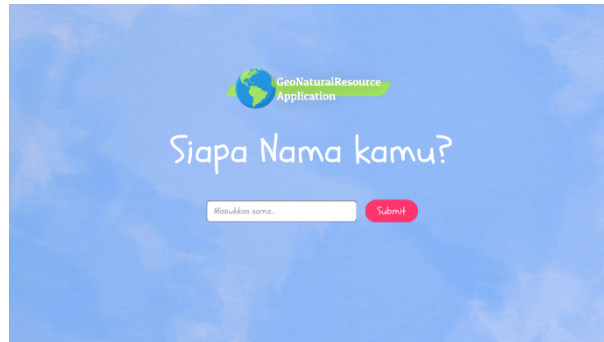 GeoNaturalResource
Application
Siapa Nama kamu?
Masukkan nama..
Submit